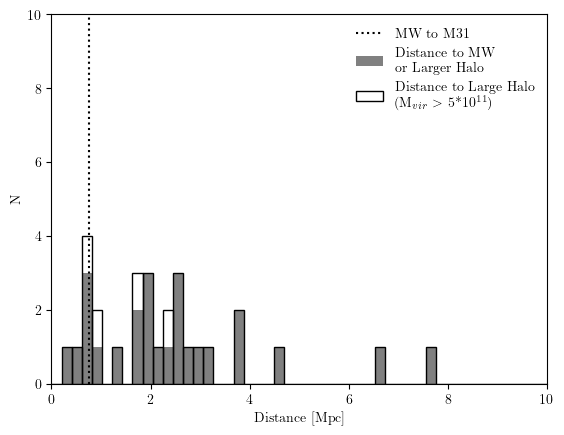 10
8
6
4
2
0
N
0
2
4
6
8
10
Distance [Mpc]
MW to M31
Distance to MW
or Larger Halo
Distance to Large Halo
(M_vir > 5*10^11)